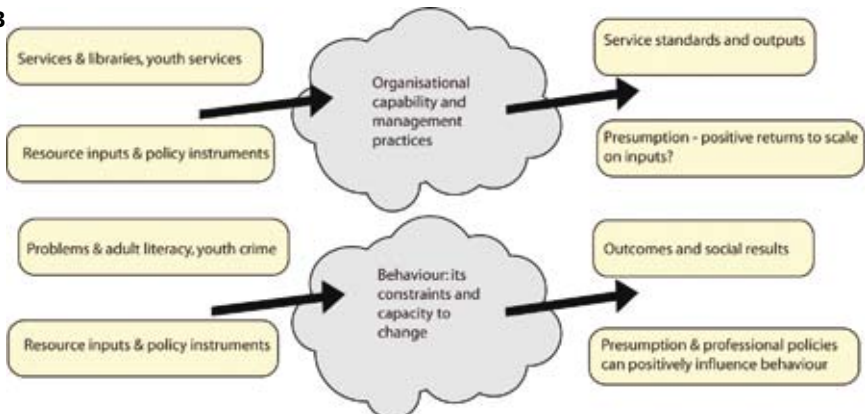 3
Services & libraries, youth services
Resource inputs & policy instruments
Organisational
capability and
management
practices
Service standards and outputs
Presumption - positive returns to scale
on inputs?
Problems & adult literacy, youth crime
Resource inputs & policy instruments
Behaviour: its
constraints and
capacity to
change
Outcomes and social results
Presumption & professional policies
can positively influence behaviour